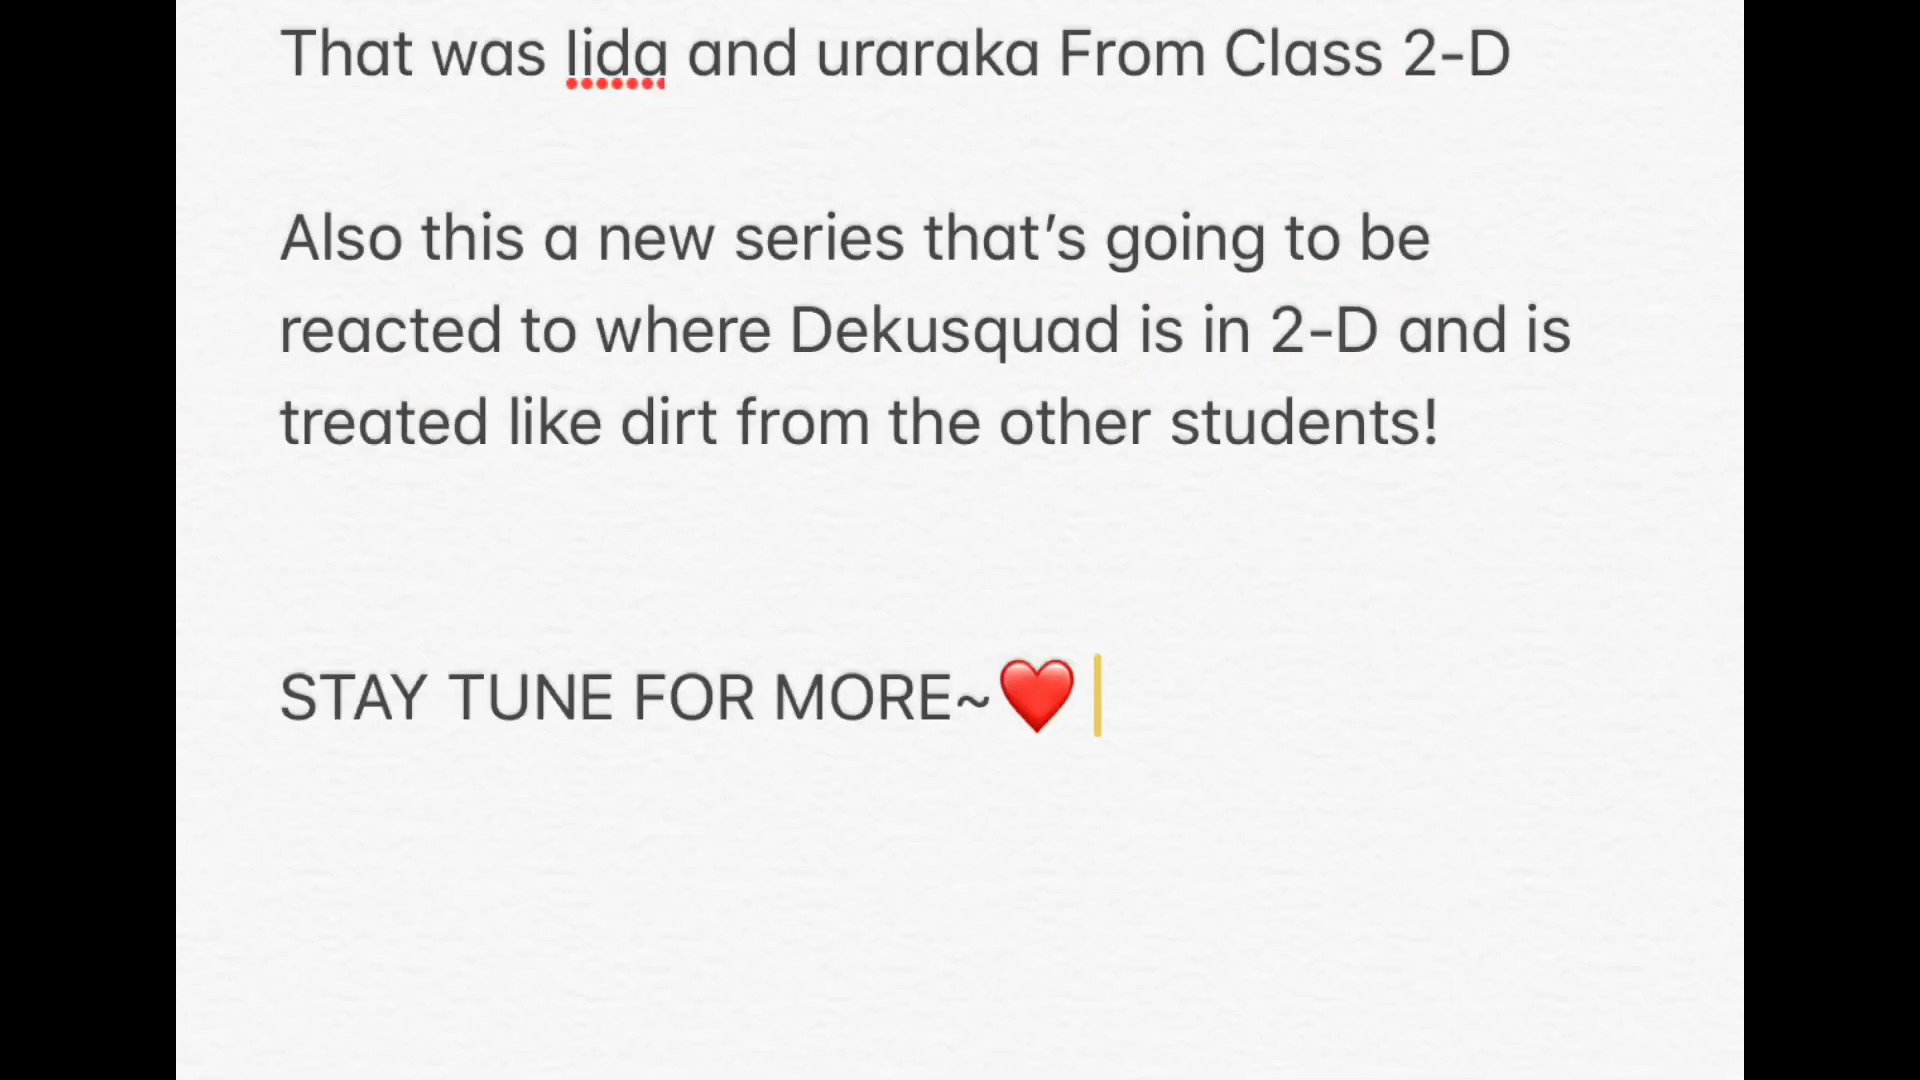 That was Iida and uraraka From Class 2-D
Also this a new series that’s going to be
reacted to where Dekusquad is in 2-D and is
treated like dirt from the other students!
STAY TUNE FOR MORE~❤️